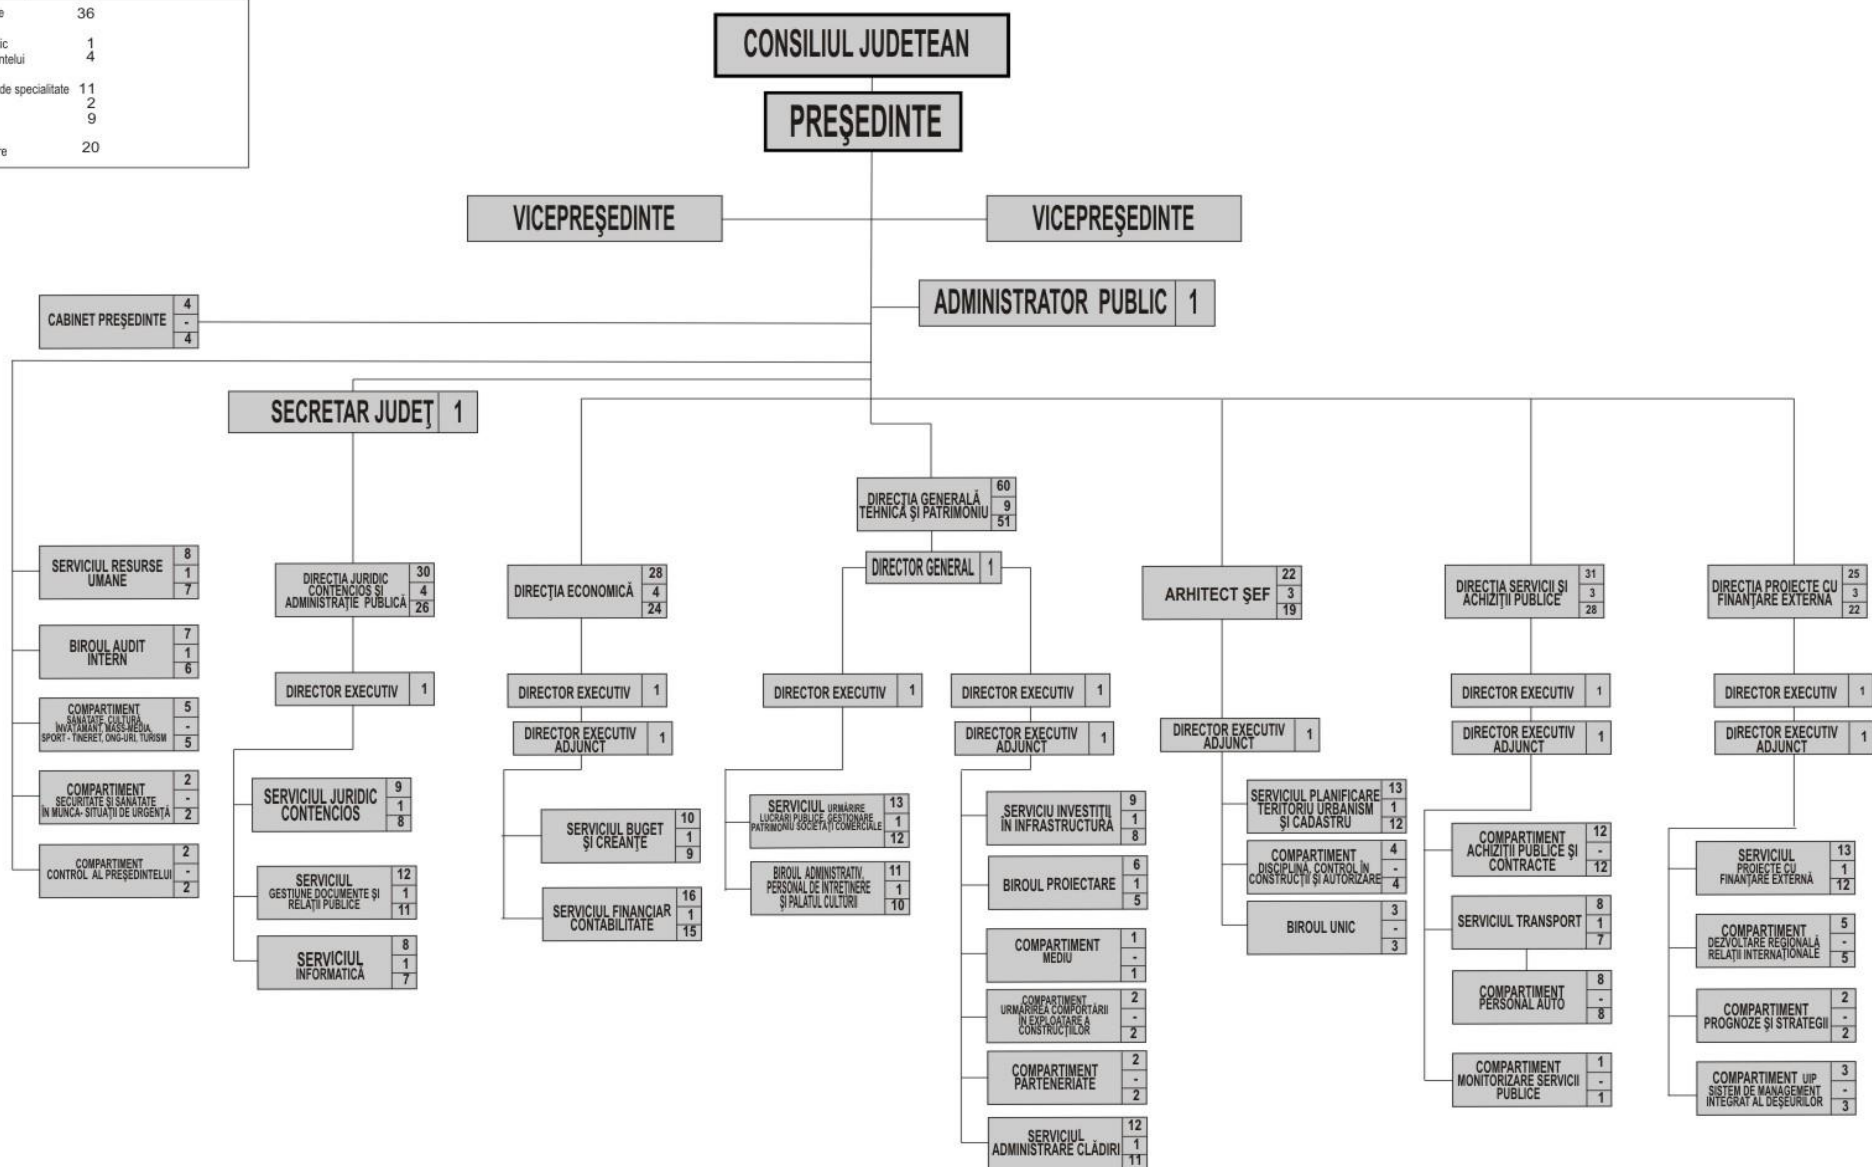 e 36
ic 1
ntelui 4
de specialitate 11
2
9
re 20
CONSILIUL JUDETEAN
PREŞEDINTE
VICEPREŞEDINTE
VICEPREŞEDINTE
ADMINISTRATOR PUBLIC 1
CABINET PREŞEDINTE
4
-
4
SECRETAR JUDEŢ 1
DIRECŢIA GENERALĂ
TEHNICĂ ŞI PATRIMONIU
60
9
51
DIRECTOR GENERAL 1
SERVICIUL RESURSE
UMANE
8
1
7
BIROUL AUDIT
INTERN
7
1
6
COMPARTIMENT
SANATATE, CULTURĂ,
ÎNVĂŢĂMÂNT, MASS-MEDIA,
SPORT - TINERET, ONG-URI, TURISM
5
-
5
COMPARTIMENT
SECURITATE ŞI SĂNĂTATE
ÎN MUNCA- SITUAŢII DE URGENŢĂ
2
-
2
COMPARTIMENT
CONTROL AL PREŞEDINTELUI
2
-
2
DIRECŢIA JURIDIC
CONTENCIOS ŞI
ADMINISTRAŢIE PUBLICĂ
30
4
26
DIRECTOR EXECUTIV 1
SERVICIUL JURIDIC
CONTENCIOS
9
1
8
SERVICIUL
GESTIUNE DOCUMENTE ŞI
RELAŢII PUBLICE
12
1
11
SERVICIUL
INFORMATICĂ
8
1
7
DIRECŢIA ECONOMICĂ
28
4
24
DIRECTOR EXECUTIV 1
DIRECTOR EXECUTIV
ADJUNCT
1
SERVICIUL BUGET
ŞI CREANŢE
10
1
9
SERVICIUL FINANCIAR
CONTABILITATE
16
1
15
DIRECTOR EXECUTIV 1
SERVICIUL URMĂRIRE
LUCRĂRI PUBLICE, GESTIONARE
PATRIMONIU SOCIETĂŢI COMERCIALE
13
1
12
BIROUL ADMINISTRATIV,
PERSONAL DE INTREŢINERE
ŞI PALATUL CULTURII
11
1
10
DIRECTOR EXECUTIV 1
DIRECTOR EXECUTIV
ADJUNCT
1
SERVICIU INVESTIŢII
ÎN INFRASTRUCTURĂ
9
1
8
BIROUL PROIECTARE
6
1
5
COMPARTIMENT
MEDIU
1
-
1
COMPARTIMENT
URMĂRIREA COMPORTĂRII
ÎN EXPLOATARE A
CONSTRUCŢIILOR
2
-
2
COMPARTIMENT
PARTENERIATE
2
-
2
SERVICIUL
ADMINISTRARE CLĂDIRI
12
1
11
ARHITECT ŞEF
22
3
19
DIRECTOR EXECUTIV
ADJUNCT
1
SERVICIUL PLANIFICARE
TERITORIU URBANISM
ŞI CADASTRU
13
1
12
COMPARTIMENT
DISCIPLINĂ, CONTROL ÎN
CONSTRUCŢII ŞI AUTORIZARE
4
-
4
BIROUL UNIC
3
-
3
DIRECŢIA SERVICII ŞI
ACHIZIŢII PUBLICE
31
3
28
DIRECTOR EXECUTIV 1
DIRECTOR EXECUTIV
ADJUNCT
1
COMPARTIMENT
ACHIZIŢII PUBLICE ŞI
CONTRACTE
12
-
12
SERVICIUL TRANSPORT
8
1
7
COMPARTIMENT
PERSONAL AUTO
8
-
8
COMPARTIMENT
MONITORIZARE SERVICII
PUBLICE
1
-
1
DIRECŢIA PROIECTE CU
FINANŢARE EXTERNĂ
25
3
22
DIRECTOR EXECUTIV 1
DIRECTOR EXECUTIV
ADJUNCT
1
SERVICIUL
PROIECTE CU
FINANŢARE EXTERNĂ
13
1
12
COMPARTIMENT
DEZVOLTARE REGIONALĂ
RELAŢII INTERNAŢIONALE
5
-
5
COMPARTIMENT
PROGNOZE ŞI STRATEGII
2
-
2
COMPARTIMENT UIP
SISTEM DE MANAGEMENT
INTEGRAT AL DEŞEURILOR
3
-
3